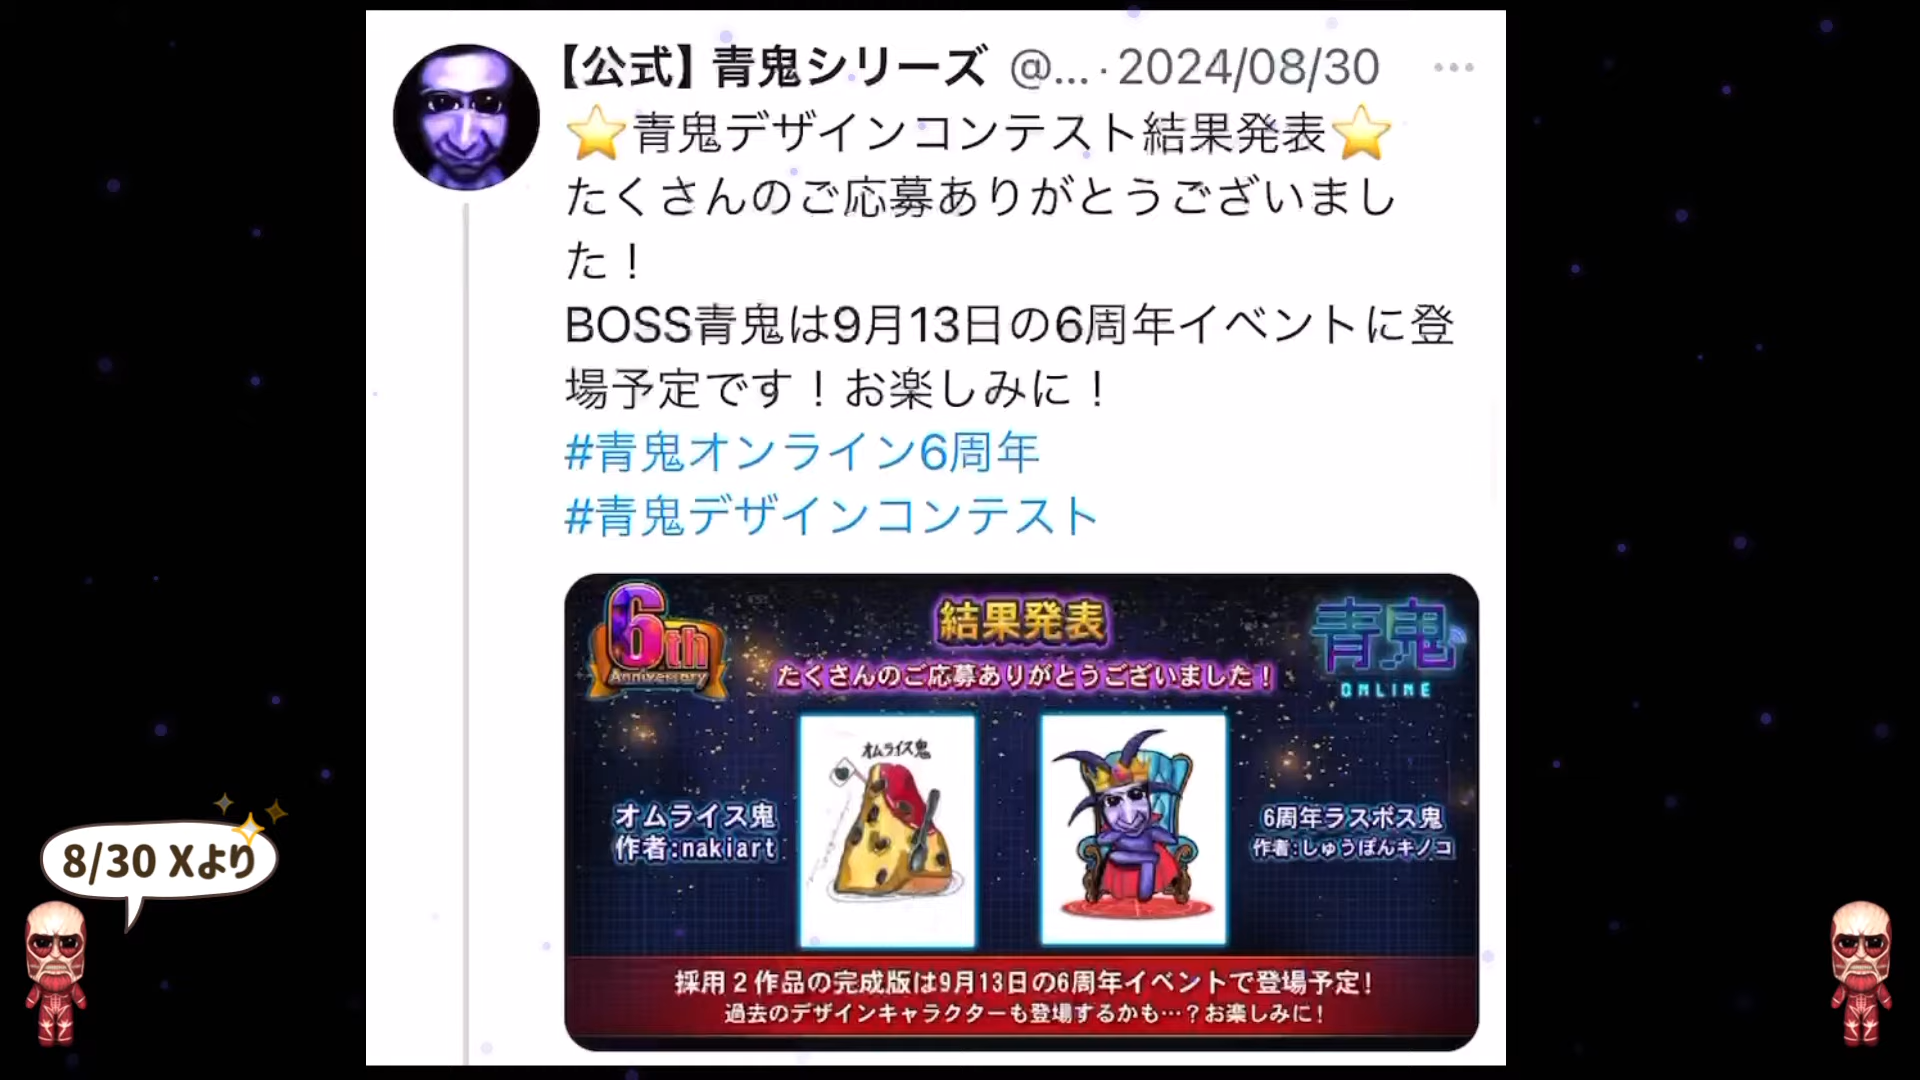 【公式】青鬼シリーズ @... · 2024/08/30
⭐青鬼デザインコンテスト結果発表⭐
たくさんのご応募ありがとうございまし
た！
BOSS青鬼は9月13日の6周年イベントに登
場予定です！お楽しみに！
#青鬼オンライン6周年
#青鬼デザインコンテスト
6th
Anniversary
結果発表
たくさんのご応募ありがとうございました！
青鬼
ONLINE
オムライス鬼
オムライス鬼
作者:nakiart
6周年ラスボス鬼
作者:しゅうぽんキノコ
採用２作品の完成版は9月13日の6周年イベントで登場予定！
過去のデザインキャラクターも登場するかも…？お楽しみに！
8/30 Xより